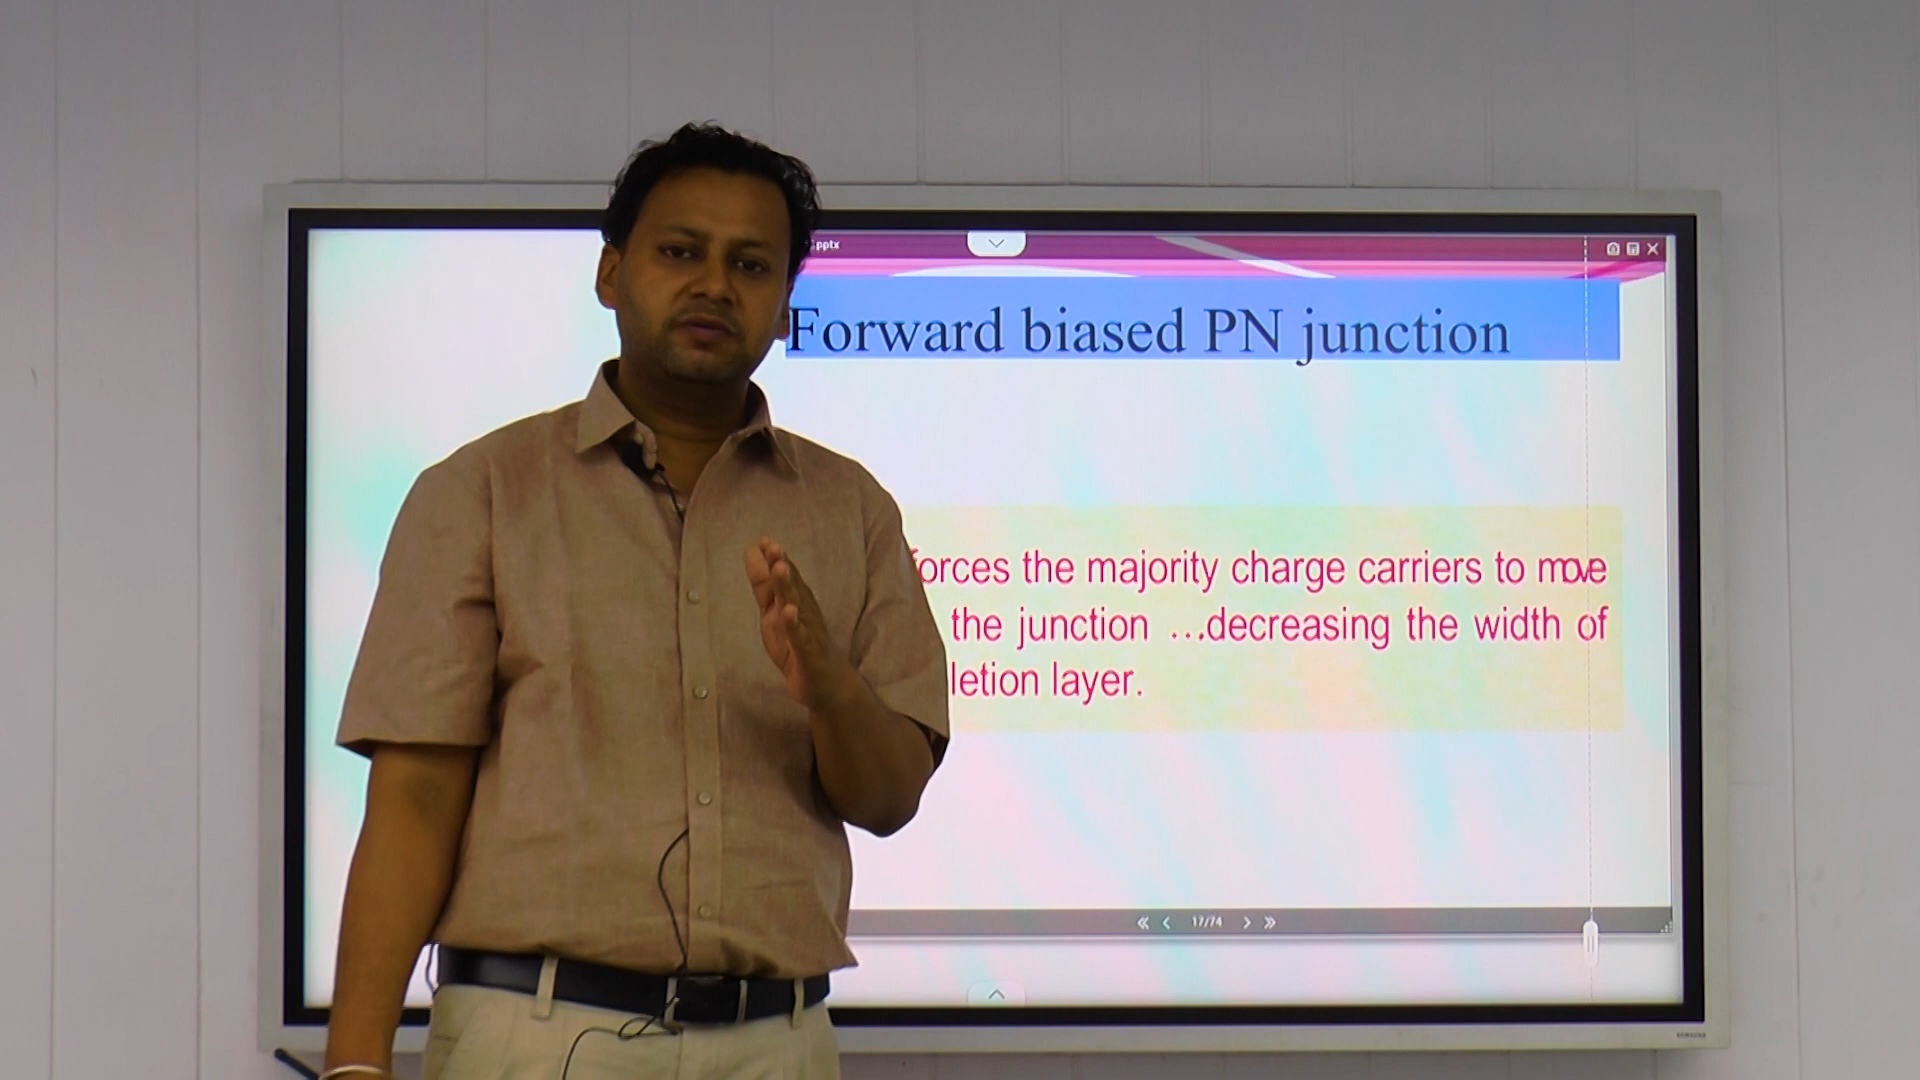 pptx
Forward biased PN junction
forces the majority charge carriers to move
the junction ...decreasing the width of
letion layer.
17/74
SAMSUNG